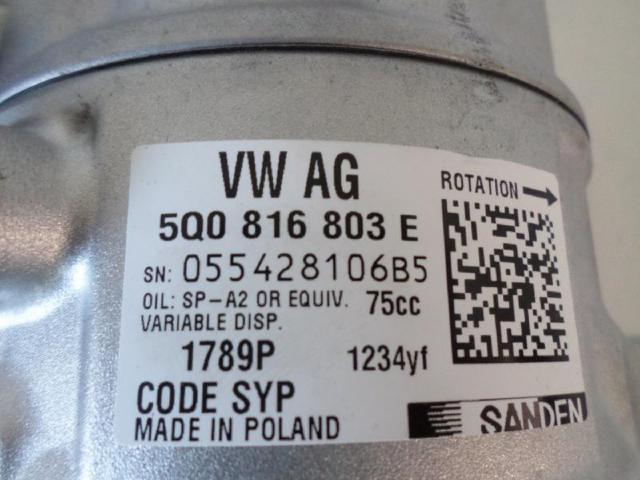 VW AG
ROTATION
5Q0 816 803 E
SN: 055428106B5
OIL: SP-A2 OR EQUIV. 75cc
VARIABLE DISP.
1789P 1234yf
CODE SYP
MADE IN POLAND
SANDEN